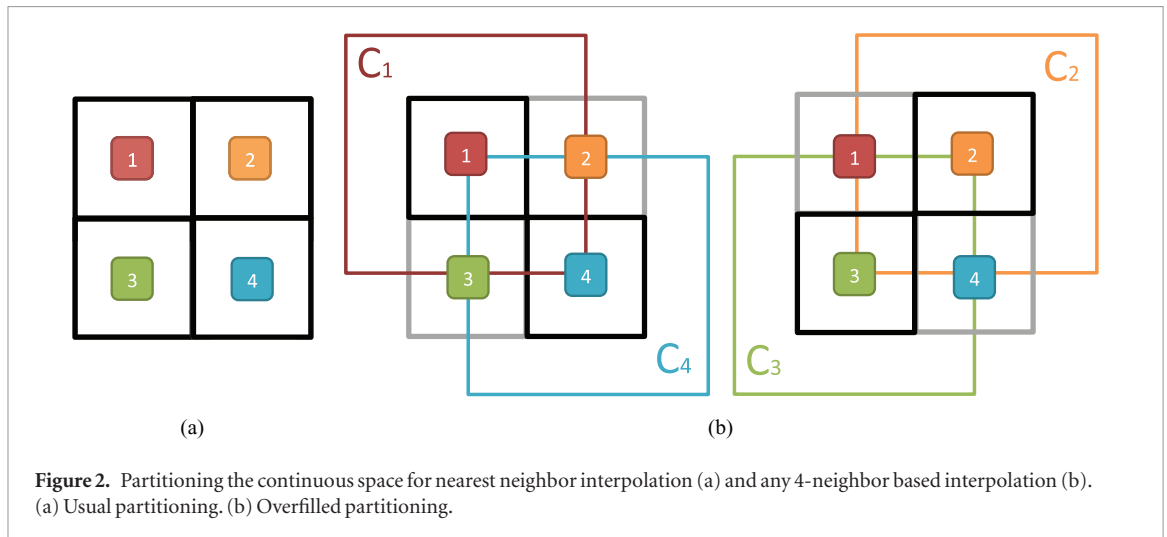 C1
C2
1 2
1 2
1 2
3 4
3 4
3 4
C4
C3
(a)
(b)
Figure 2. Partitioning the continuous space for nearest neighbor interpolation (a) and any 4-neighbor based interpolation (b).
(a) Usual partitioning. (b) Overfilled partitioning.